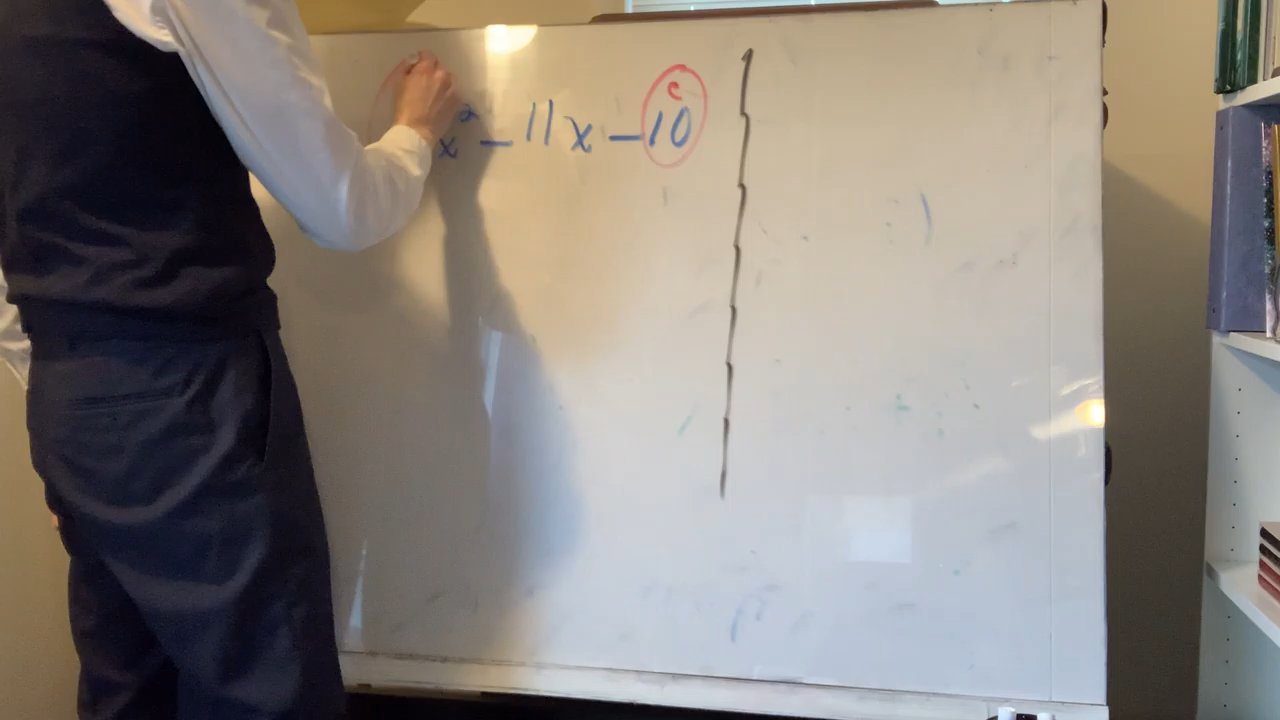 c
x² – 11x – 10